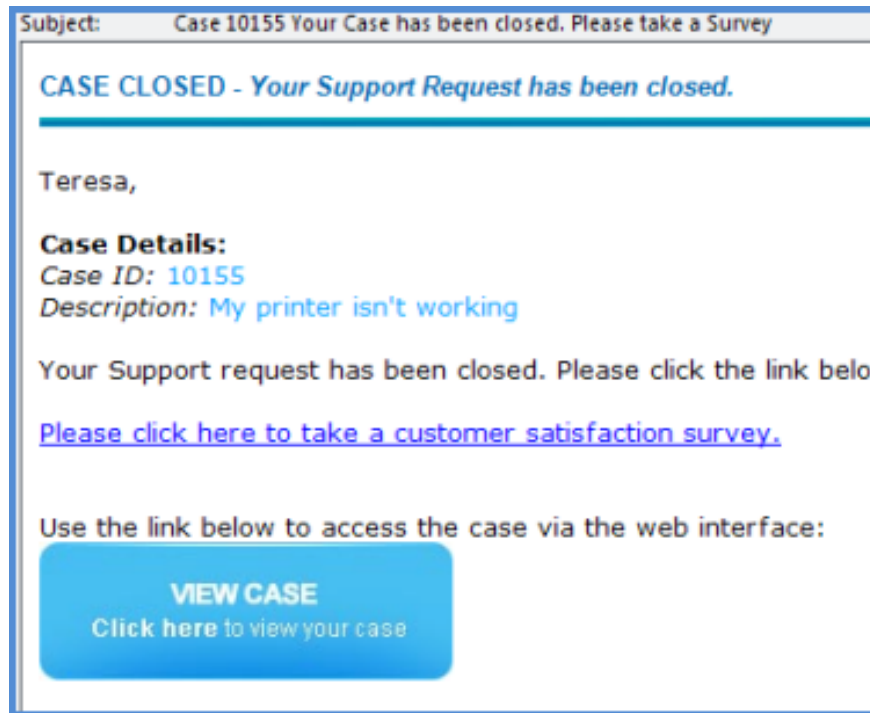 Subject: Case 10155 Your Case has been closed. Please take a Survey
CASE CLOSED - Your Support Request has been closed.
Teresa,
Case Details:
Case ID: 10155
Description: My printer isn't working
Your Support request has been closed. Please click the link belo
Please click here to take a customer satisfaction survey.
Use the link below to access the case via the web interface:
VIEW CASE
Click here to view your case